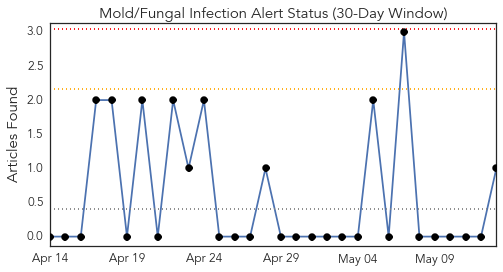 Mold/Fungal Infection Alert Status (30-Day Window)
Articles Found
3.0
2.5
2.0
1.5
1.0
0.5
0.0
Apr 14
Apr 19
Apr 24
Apr 29
May 04
May 09